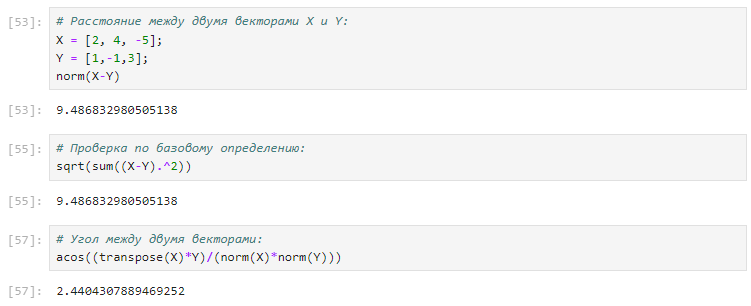 [53]: # Расстояние между двумя векторами X и Y:
X = [2, 4, -5];
Y = [1,-1,3];
norm(X-Y)
[53]: 9.486832980505138
[55]: # Проверка по базовому определению:
sqrt(sum((X-Y).^2))
[55]: 9.486832980505138
[57]: # Угол между двумя векторами:
acos((transpose(X)*Y)/(norm(X)*norm(Y)))
[57]: 2.4404307889469252